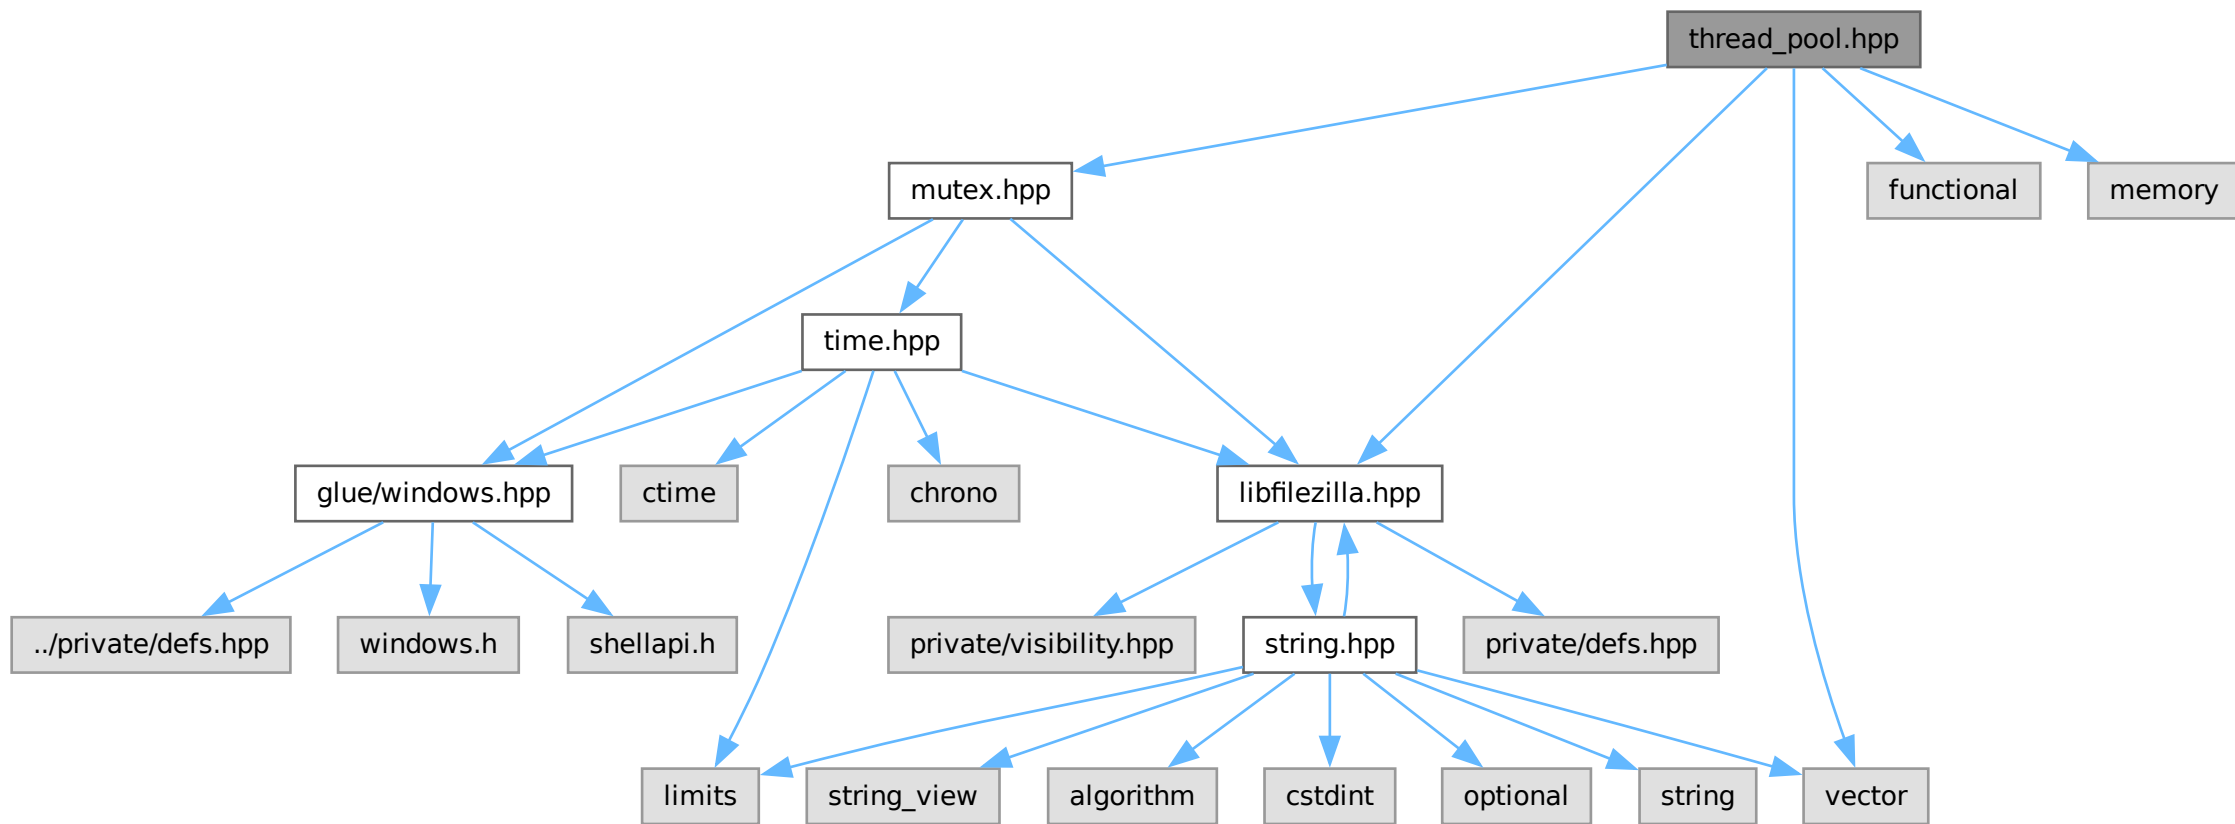 thread_pool.hpp
mutex.hpp
functional
memory
time.hpp
glue/windows.hpp
ctime
chrono
libfilezilla.hpp
../private/defs.hpp
windows.h
shellapi.h
private/visibility.hpp
string.hpp
private/defs.hpp
limits
string_view
algorithm
cstdint
optional
string
vector